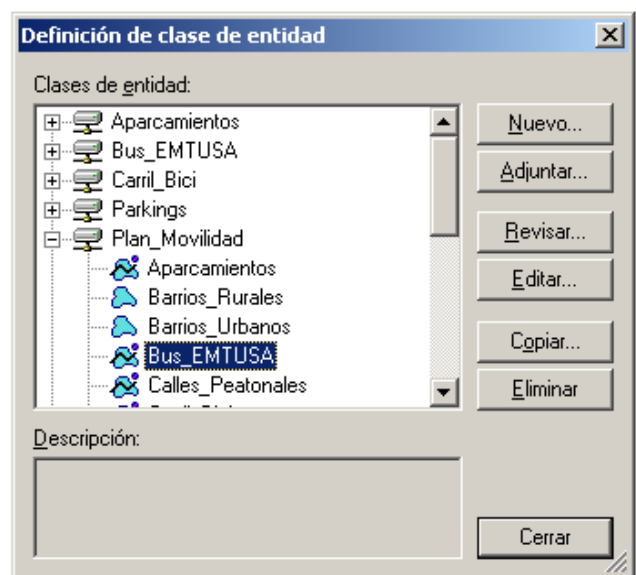 Definición de clase de entidad
Clases de entidad:
Aparcamientos
Bus_EMTUSA
Carril_Bici
Parkings
Plan_Movilidad
Aparcamientos
Barrios_Rurales
Barrios_Urbanos
Bus_EMTUSA
Calles_Peatonales
Nuevo...
Adjuntar...
Revisar...
Editar...
Copiar...
Eliminar
Descripción:
Cerrar